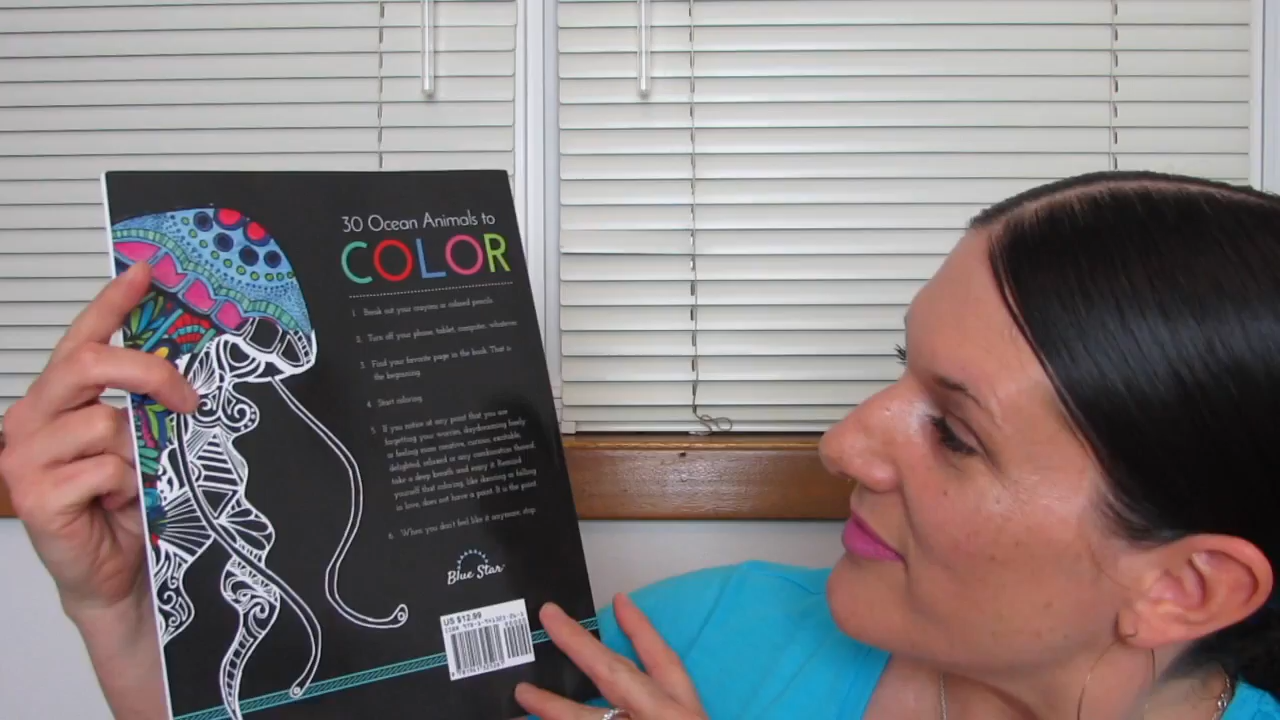 30 Ocean Animals to
COLOR
1. Break out your crayons or colored pencils.
2. Turn off your phone, tablet, computer, whatever.
3. Find your favorite page in the book. That is
the beginning.
4. Start coloring.
5. If you notice at any point that you are
forgetting your worries, daydreaming freely
or feeling more creative, curious, excitable,
delighted, relaxed or any combination thereof,
take a deep breath and enjoy it. Remind
yourself that coloring, like dancing or falling
in love, does not have a point. It is the point.
6. When you don't feel like it anymore, stop.
Blue Star
US $12.99